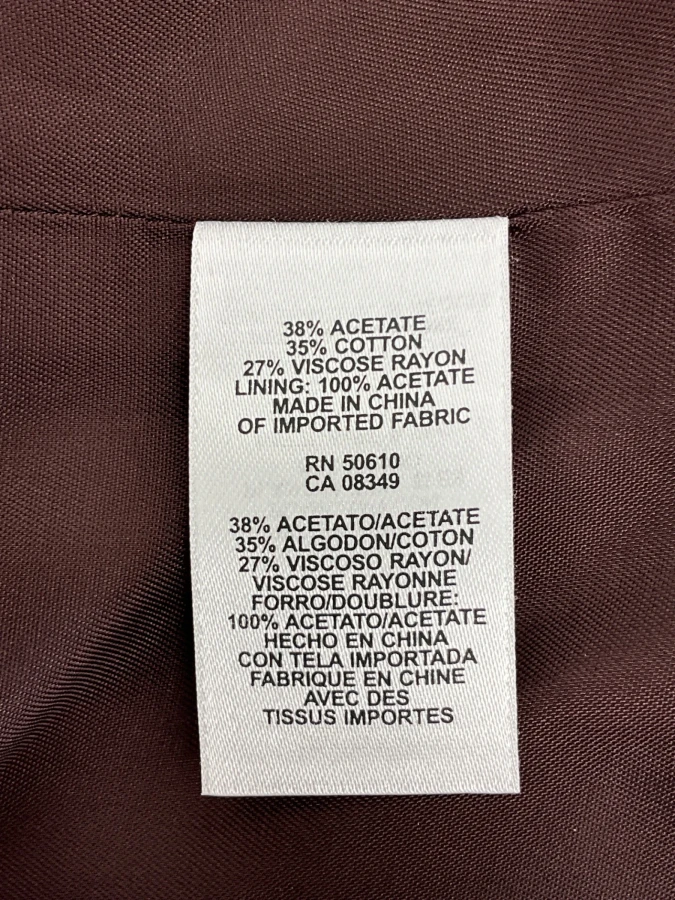 38% ACETATE
35% COTTON
27% VISCOSE RAYON
LINING: 100% ACETATE
MADE IN CHINA
OF IMPORTED FABRIC
RN 50610
CA 08349
38% ACETATO/ACETATE
35% ALGODON/COTON
27% VISCOSO RAYON/
VISCOSE RAYONNE
FORRO/DOUBLURE:
100% ACETATO/ACETATE
HECHO EN CHINA
CON TELA IMPORTADA
FABRIQUE EN CHINE
AVEC DES
TISSUS IMPORTES